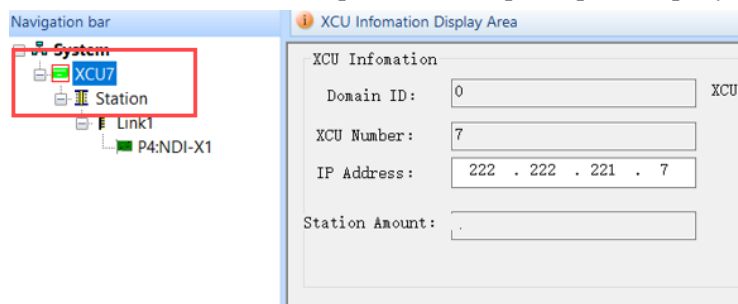 Navigation bar
System
XCU7
Station
Link1
P4:NDI-X1
XCU Infomation Display Area
XCU Infomation
Domain ID: 0
XCU
XCU Number: 7
IP Address: 222 . 222 . 221 . 7
Station Amount: .